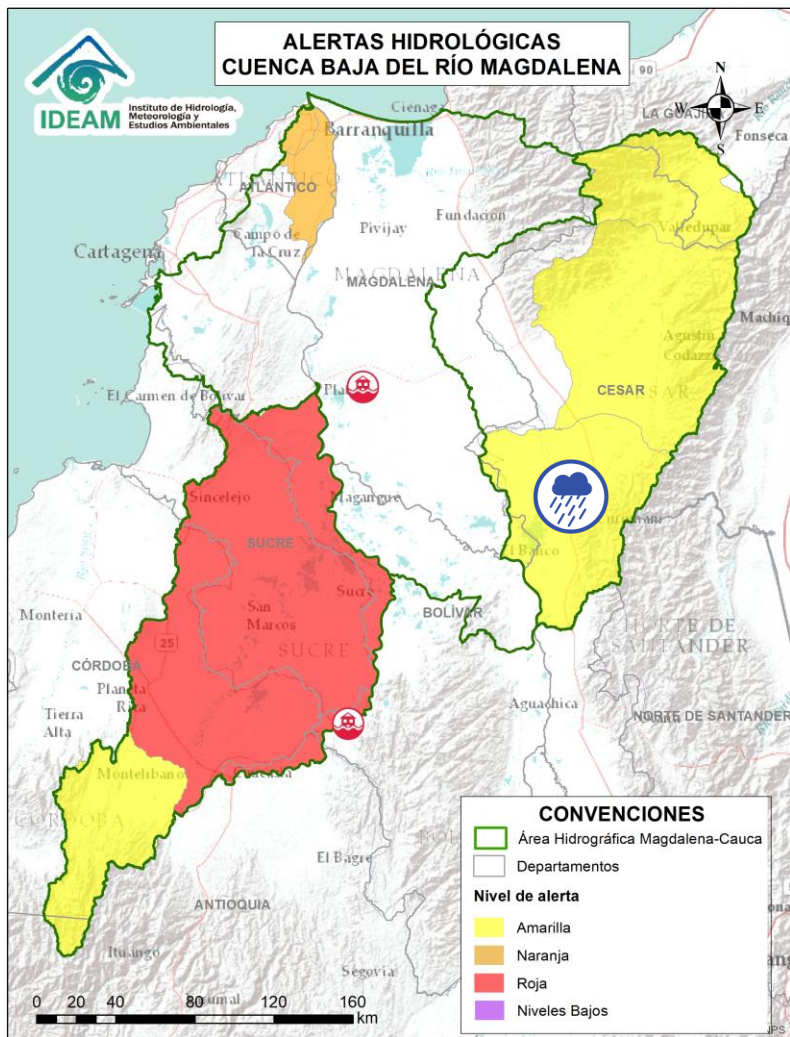 ALERTAS HIDROLÓGICAS
CUENCA BAJA DEL RÍO MAGDALENA
IDEAM
Instituto de Hidrología,
Meteorología y
Estudios Ambientales
N
W
E
S
90
LA GUAJIRA
Fonseca
Ciénaga
Barranquilla
ATLANTICO
ATLÁNTICO
Valledupar
Pivijay
Fundación
Campo de
la Cruz
Cartagena
MAGDALENA
MAGDALENA
Agustín
Codazzi
CESAR
El Carmen de Bolívar
Sincelejo
Magangue
SUCRE
El Banco
Sucre
BOLÍVAR
San
Marcos
SUCRE
Montería
NORTE DE
SANTANDER
CÓRDOBA
25
Planeta
Rica
Tierra
Alta
Aguachica
NORTE DE SANTANDER
Montelibano
CÓRDOBA
El Bagre
ANTIOQUIA
Ituango
Segovia
CONVENCIONES
Área Hidrográfica Magdalena-Cauca
Departamentos
Nivel de alerta
Amarilla
Naranja
Roja
Niveles Bajos
0 20 40 80 120 160
km